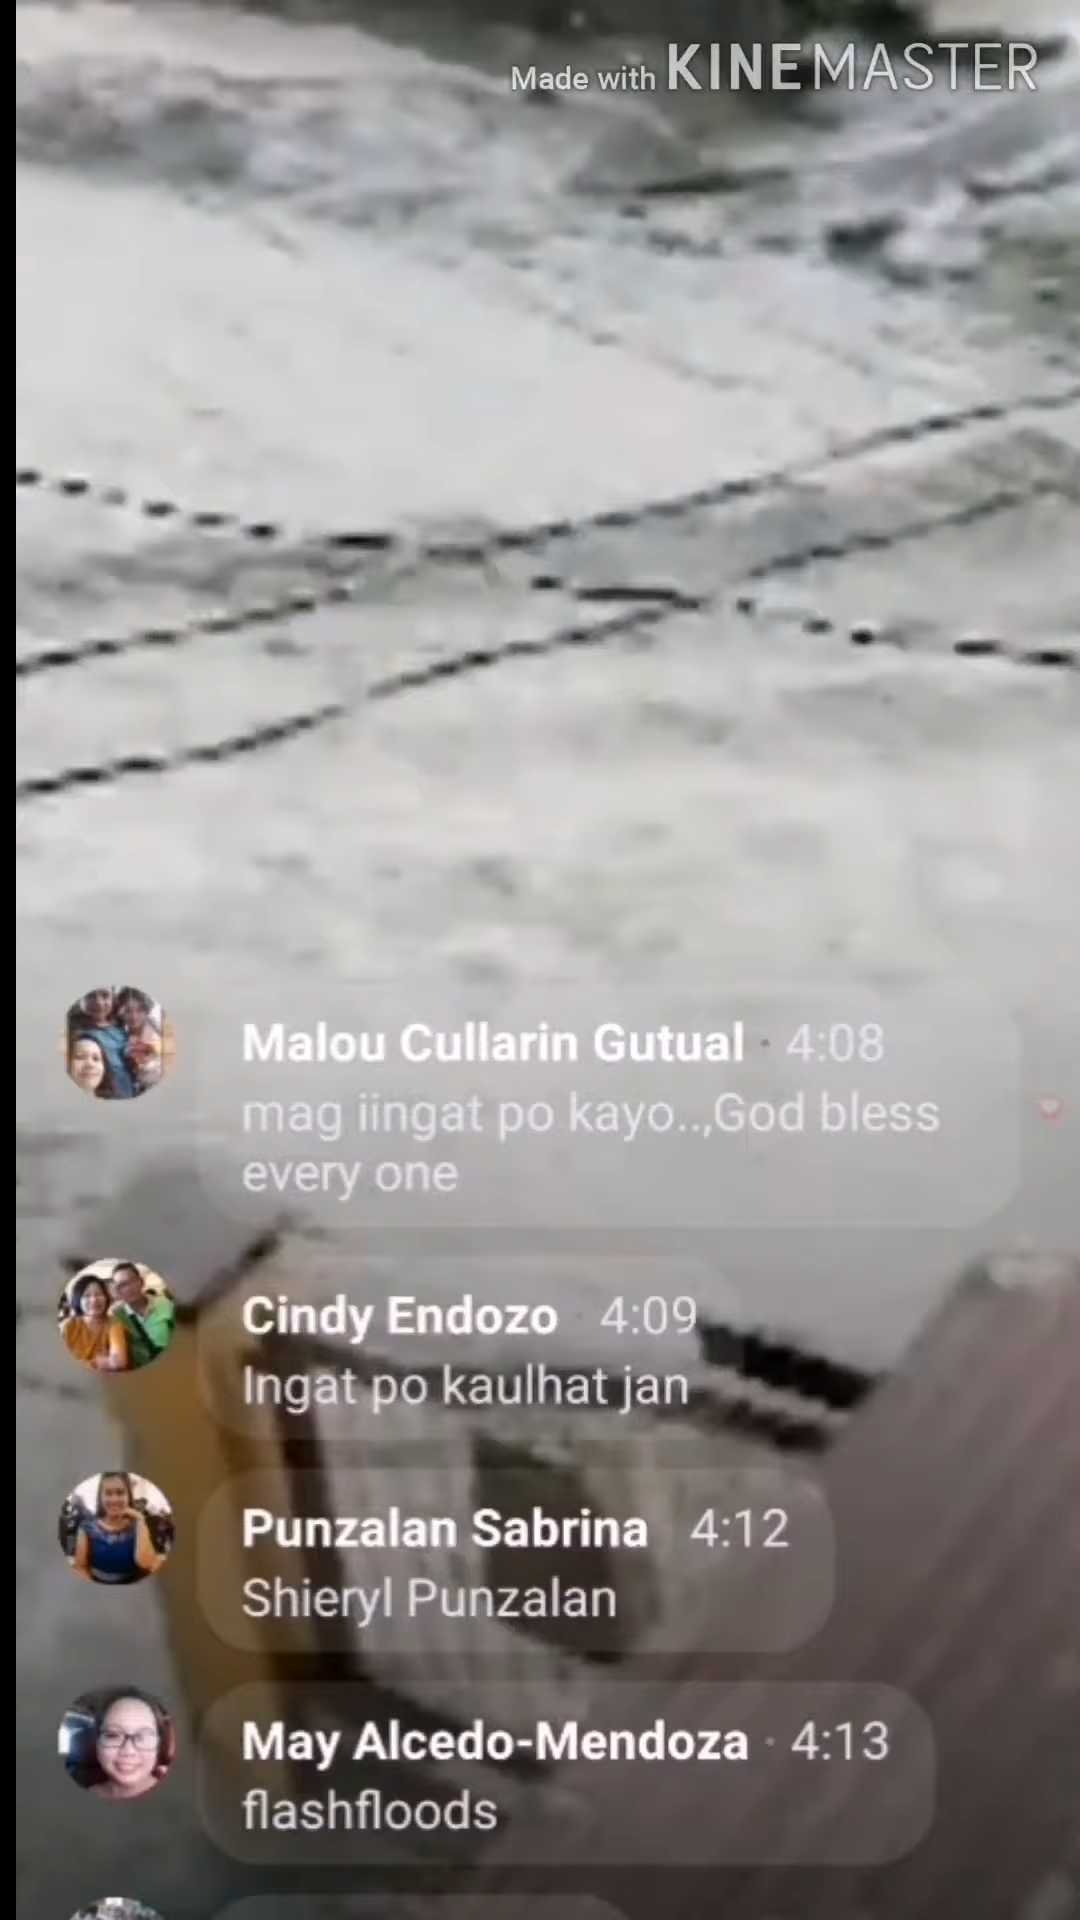 Made with KINEMASTER
Malou Cullarin Gutual · 4:08
mag iingat po kayo..,God bless
every one
Cindy Endozo · 4:09
Ingat po kaulhat jan
Punzalan Sabrina 4:12
Shieryl Punzalan
May Alcedo-Mendoza · 4:13
flashfloods